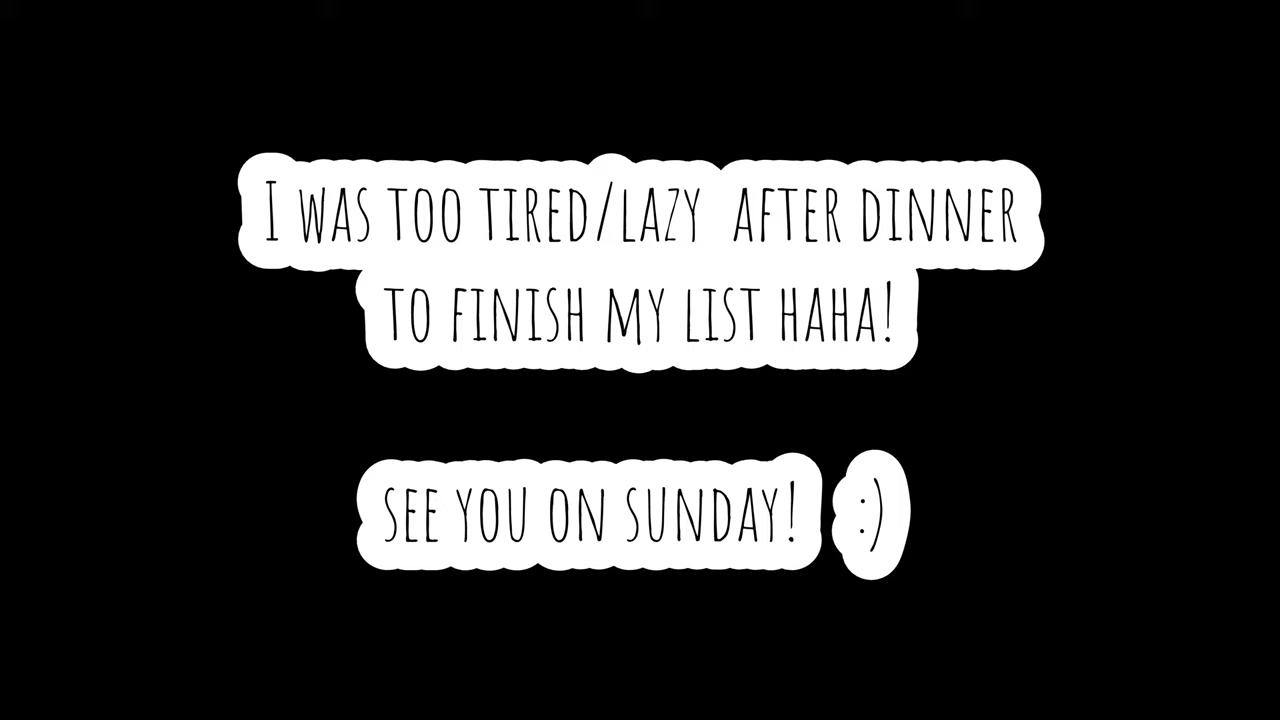 I WAS TOO TIRED/LAZY AFTER DINNER
TO FINISH MY LIST HAHA!
SEE YOU ON SUNDAY! :)